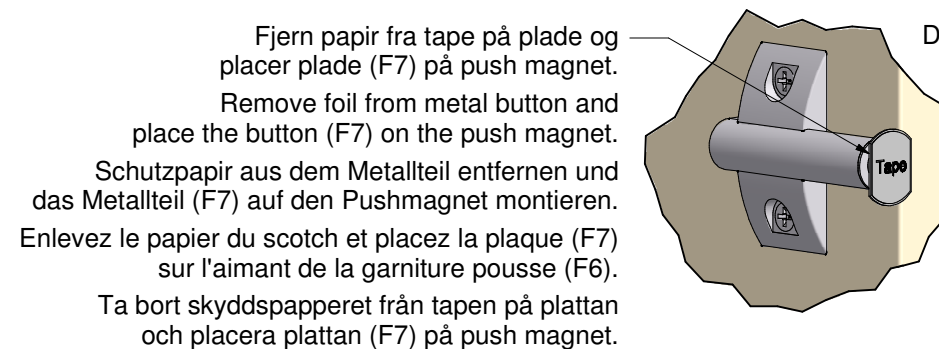 Fjern papir fra tape på plade og
placer plade (F7) på push magnet.
Remove foil from metal button and
place the button (F7) on the push magnet.
Schutzpapir aus dem Metallteil entfernen und
das Metallteil (F7) auf den Pushmagnet montieren.
Enlevez le papier du scotch et placez la plaque (F7)
sur l'aimant de la garniture pousse (F6).
Ta bort skyddspapperet från tapen på plattan
och placera plattan (F7) på push magnet.
D
Tape